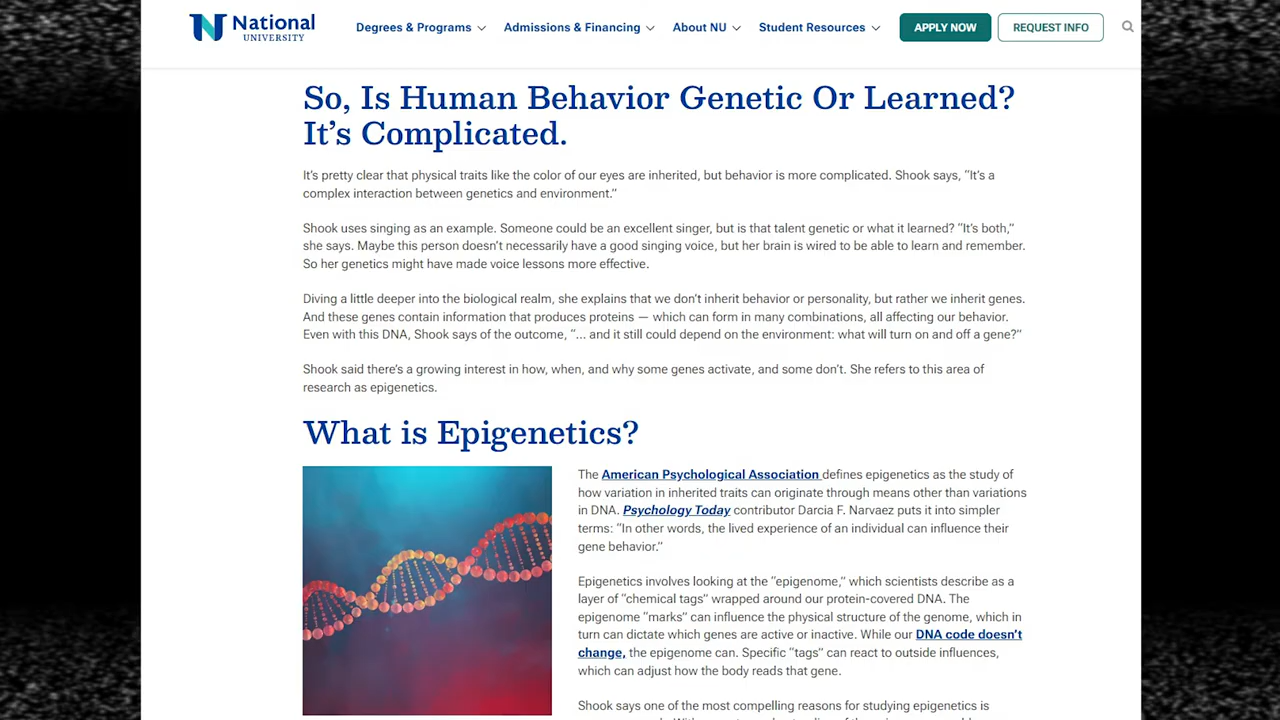 National
UNIVERSITY
Degrees & Programs
Admissions & Financing
About NU
Student Resources
APPLY NOW
REQUEST INFO
So, Is Human Behavior Genetic Or Learned?
It's Complicated.
It's pretty clear that physical traits like the color of our eyes are inherited, but behavior is more complicated. Shook says, “It's a
complex interaction between genetics and environment.”
Shook uses singing as an example. Someone could be an excellent singer, but is that talent genetic or what it learned? “It's both,”
she says. Maybe this person doesn't necessarily have a good singing voice, but her brain is wired to be able to learn and remember.
So her genetics might have made voice lessons more effective.
Diving a little deeper into the biological realm, she explains that we don't inherit behavior or personality, but rather we inherit genes.
And these genes contain information that produces proteins — which can form in many combinations, all affecting our behavior.
Even with this DNA, Shook says of the outcome, “… and it still could depend on the environment: what will turn on and off a gene?”
Shook said there's a growing interest in how, when, and why some genes activate, and some don't. She refers to this area of
research as epigenetics.
What is Epigenetics?
The American Psychological Association defines epigenetics as the study of
how variation in inherited traits can originate through means other than variations
in DNA. Psychology Today contributor Darcia F. Narvaez puts it into simpler
terms: “In other words, the lived experience of an individual can influence their
gene behavior.”
Epigenetics involves looking at the “epigenome,” which scientists describe as a
layer of “chemical tags” wrapped around our protein-covered DNA. The
epigenome “marks” can influence the physical structure of the genome, which in
turn can dictate which genes are active or inactive. While our DNA code doesn't
change, the epigenome can. Specific “tags” can react to outside influences,
which can adjust how the body reads that gene.
Shook says one of the most compelling reasons for studying epigenetics is